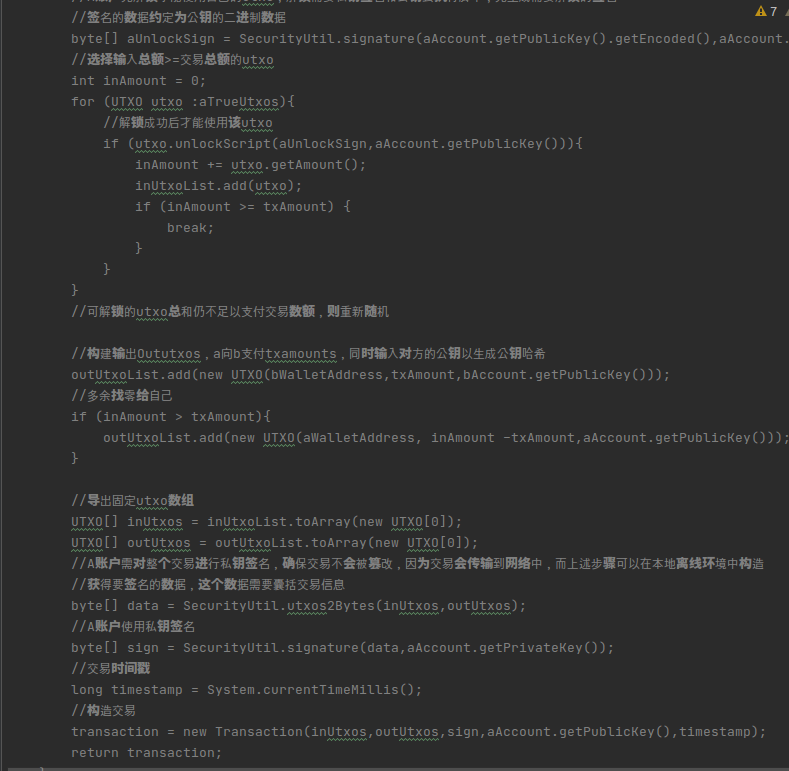 7
//签名的数据约定为公钥的二进制数据
byte[] aUnlockSign = SecurityUtil.signature(aAccount.getPublicKey().getEncoded(),aAccount.
//选择输入总额>=交易总额的utxo
int inAmount = 0;
for (UTXO utxo :aTrueUtxos){
//解锁成功后才能使用该utxo
if (utxo.unlockScript(aUnlockSign,aAccount.getPublicKey())){
inAmount += utxo.getAmount();
inUtxoList.add(utxo);
if (inAmount >= txAmount) {
break;
}
}
}
//可解锁的utxo总和仍不足以支付交易数额，则重新随机
//构建输出Oututxos，a向b支付txamounts，同时输入对方的公钥以生成公钥哈希
outUtxoList.add(new UTXO(bWalletAddress,txAmount,bAccount.getPublicKey()));
//多余找零给自己
if (inAmount > txAmount){
outUtxoList.add(new UTXO(aWalletAddress, inAmount -txAmount,aAccount.getPublicKey()));
}
//导出固定utxo数组
UTXO[] inUtxos = inUtxoList.toArray(new UTXO[0]);
UTXO[] outUtxos = outUtxoList.toArray(new UTXO[0]);
//A账户需对整个交易进行私钥签名，确保交易不会被篡改，因为交易会传输到网络中，而上述步骤可以在本地离线环境中构造
//获得要签名的数据，这个数据需要囊括交易信息
byte[] data = SecurityUtil.utxos2Bytes(inUtxos,outUtxos);
//A账户使用私钥签名
byte[] sign = SecurityUtil.signature(data,aAccount.getPrivateKey());
//交易时间戳
long timestamp = System.currentTimeMillis();
//构造交易
transaction = new Transaction(inUtxos,outUtxos,sign,aAccount.getPublicKey(),timestamp);
return transaction;